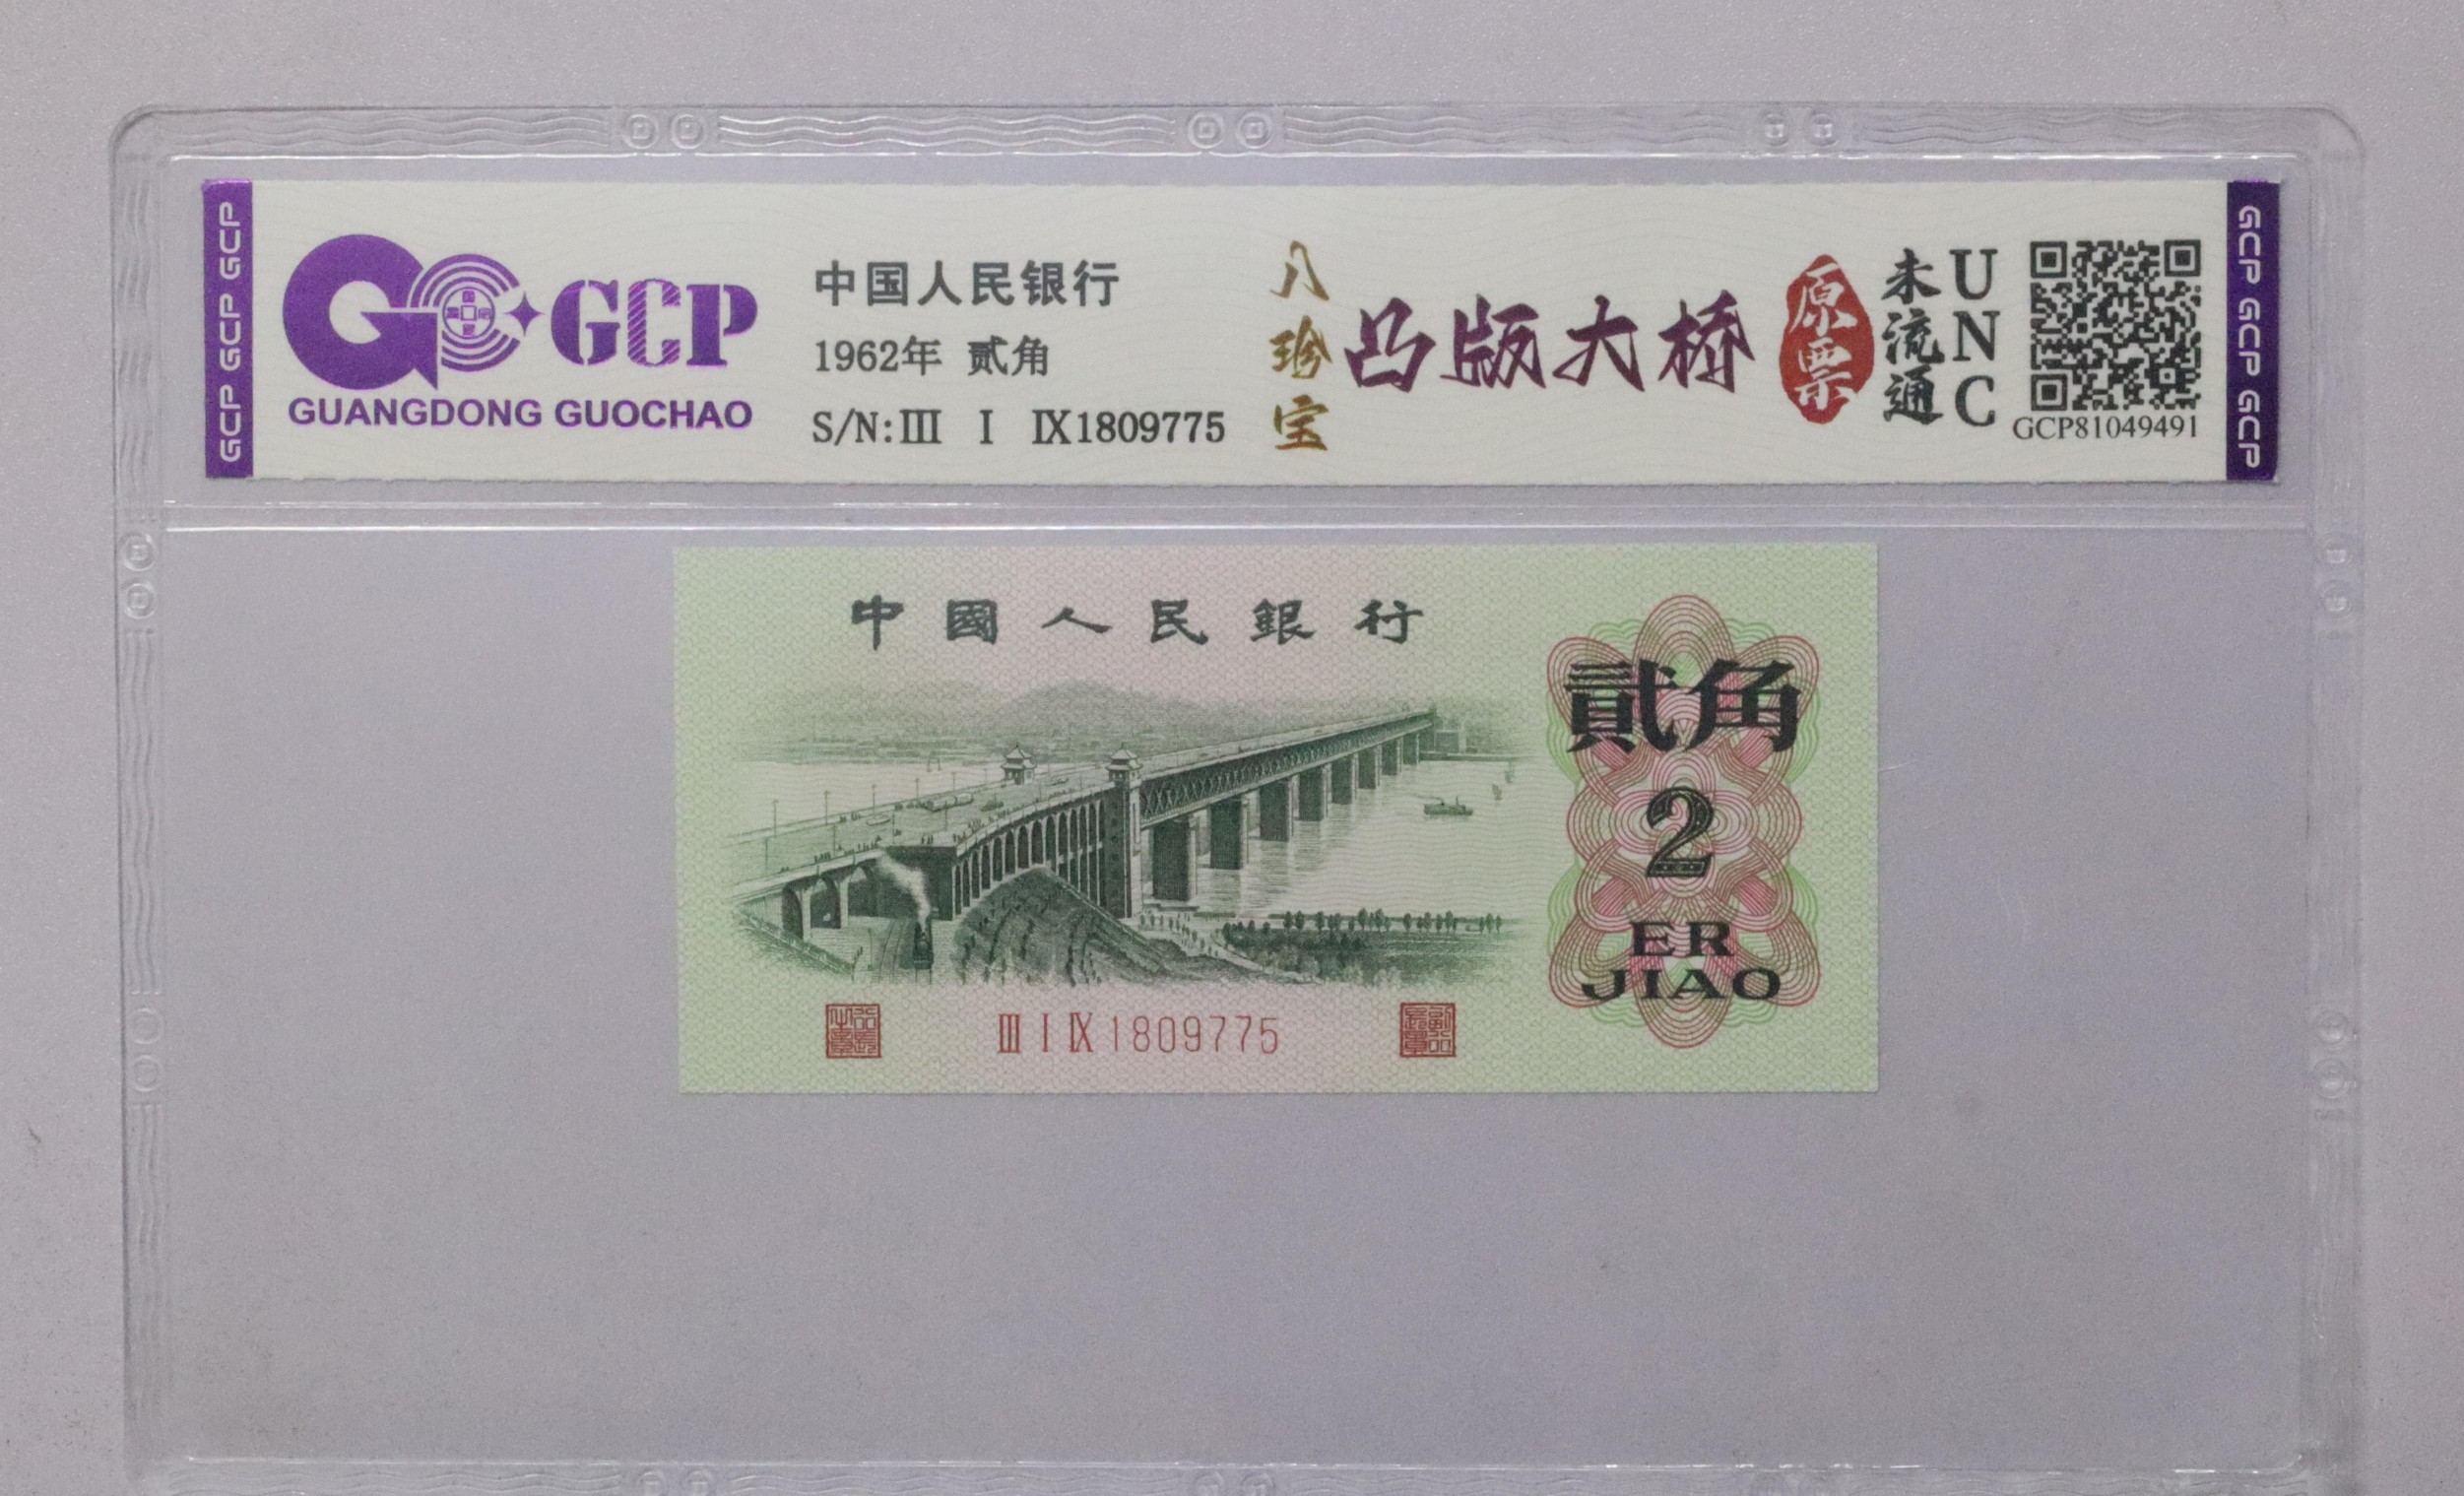 GCP GCP GCP
GCP
GUANGDONG GUOCHAO
中国人民银行
1962年 贰角
S/N:Ⅲ Ⅰ Ⅸ1809775
八珍宝
凸版大桥
原票
未流通
UNC
GCP81049491
GCP GCP GCP
中國人民銀行
貳角
2
ER
JIAO
Ⅲ Ⅰ Ⅸ 1809775